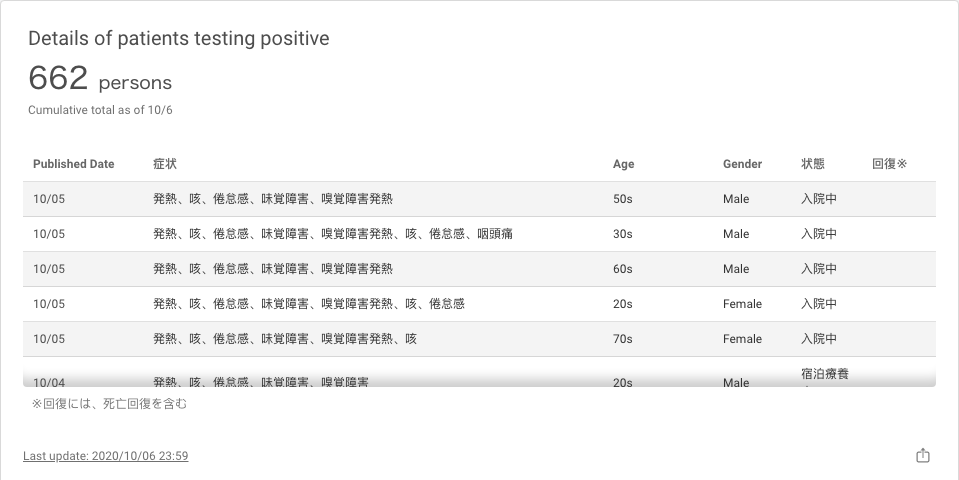 Details of patients testing positive
662 persons
Cumulative total as of 10/6
Published Date 症状 Age Gender 状態 回復※
10/05 発熱、咳、倦怠感、味覚障害、嗅覚障害発熱 50s Male 入院中
10/05 発熱、咳、倦怠感、味覚障害、嗅覚障害発熱、咳、倦怠感、咽頭痛 30s Male 入院中
10/05 発熱、咳、倦怠感、味覚障害、嗅覚障害発熱 60s Male 入院中
10/05 発熱、咳、倦怠感、味覚障害、嗅覚障害発熱、咳、倦怠感 20s Female 入院中
10/05 発熱、咳、倦怠感、味覚障害、嗅覚障害発熱、咳 70s Female 入院中
10/04 発熱、咳、倦怠感、味覚障害、嗅覚障害 20s Male 宿泊療養
※回復には、死亡回復を含む
Last update: 2020/10/06 23:59